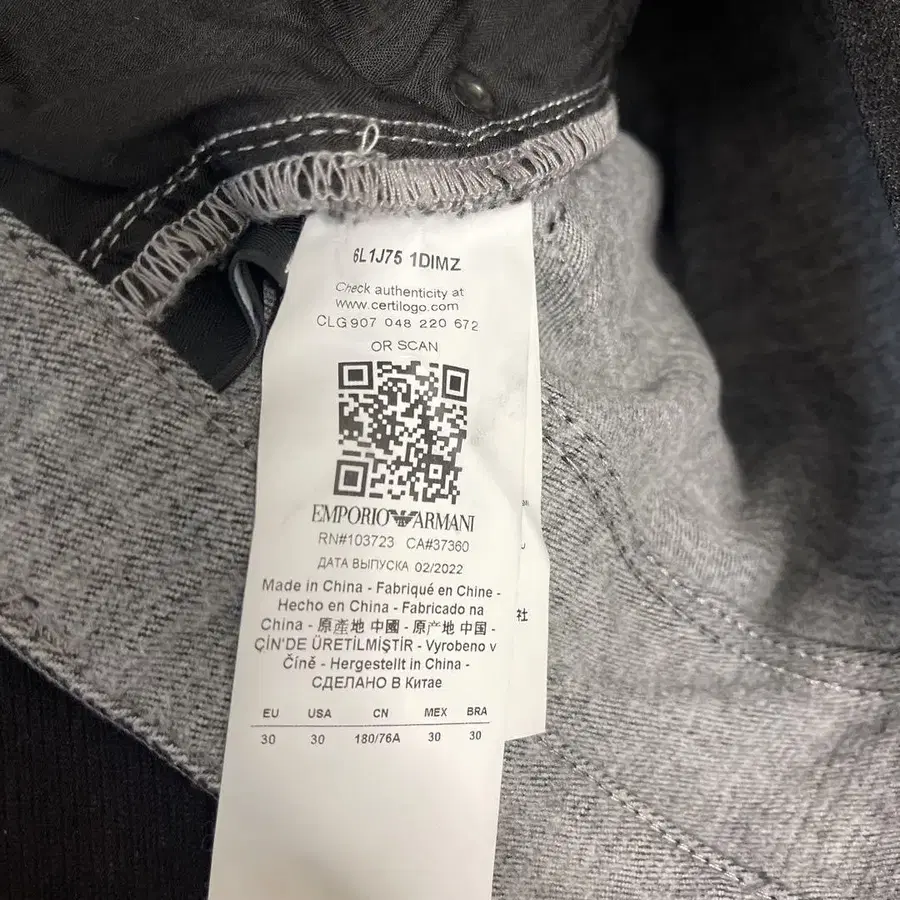 6L1J75 1DIMZ
Check authenticity at
www.certilogo.com
CLG 907 048 220 672
OR SCAN
EMPORIO ARMANI
RN#103723 CA#37360
ДАТА ВЫПУСКА 02/2022
Made in China - Fabriqué en Chine -
Hecho en China - Fabricado na
China - 原產地 中國 - 原产地 中国 -
ÇİN'DE ÜRETİLMİŞTİR - Vyrobeno v
Číně - Hergestellt in China -
СДЕЛАНО В Китае
EU USA CN MEX BRA
30 30 180/76A 30 30
社